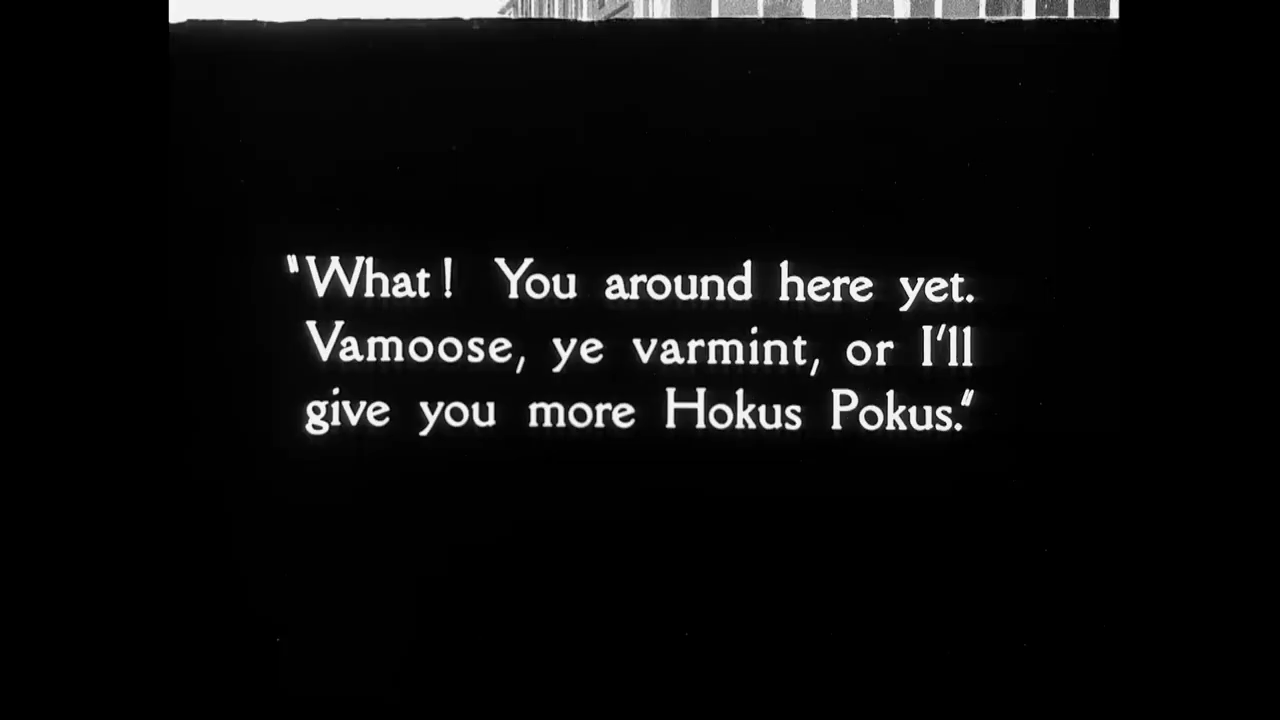 "What! You around here yet.
Vamoose, ye varmint, or I'll
give you more Hokus Pokus."